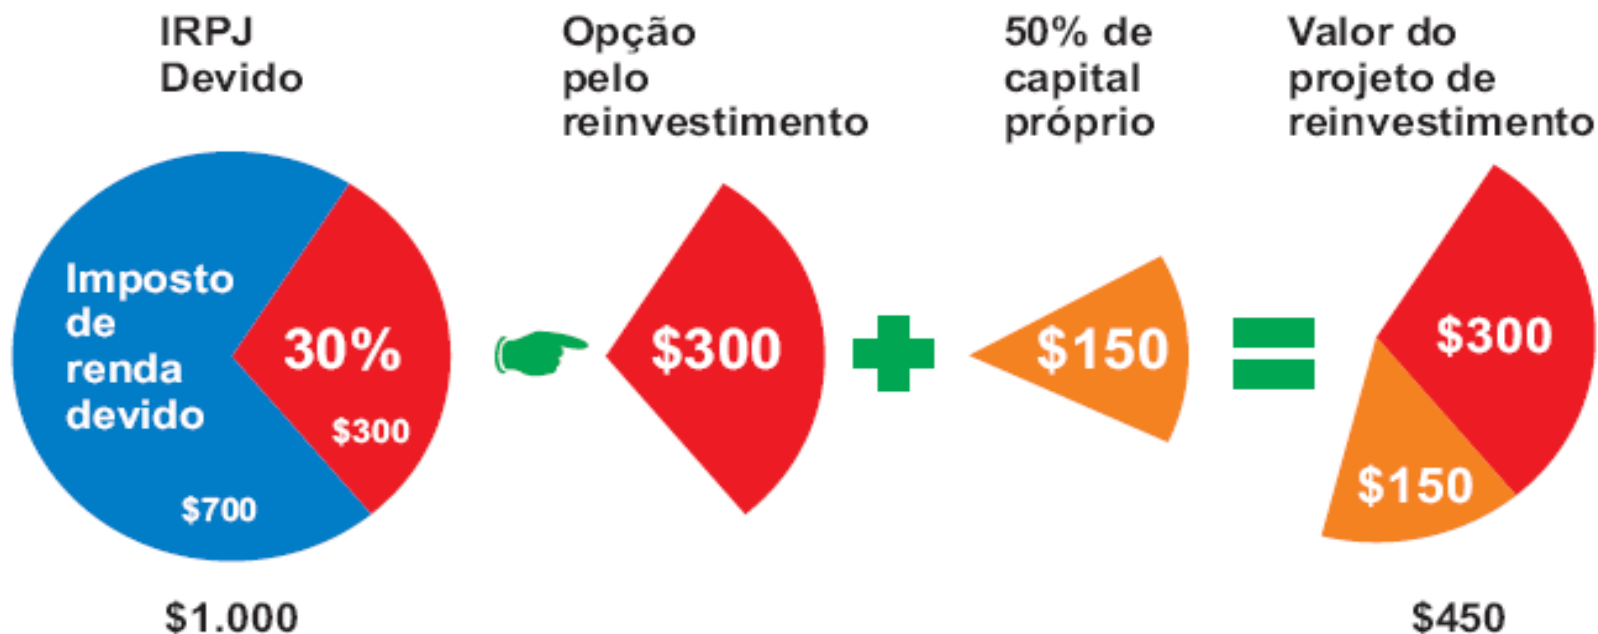 IRPJ
Devido
Opção
pelo
reinvestimento
50% de
capital
próprio
Valor do
projeto de
reinvestimento
Imposto
de
renda
devido
30%
$300
$700
$300
$150
$300
$150
$1.000
$450